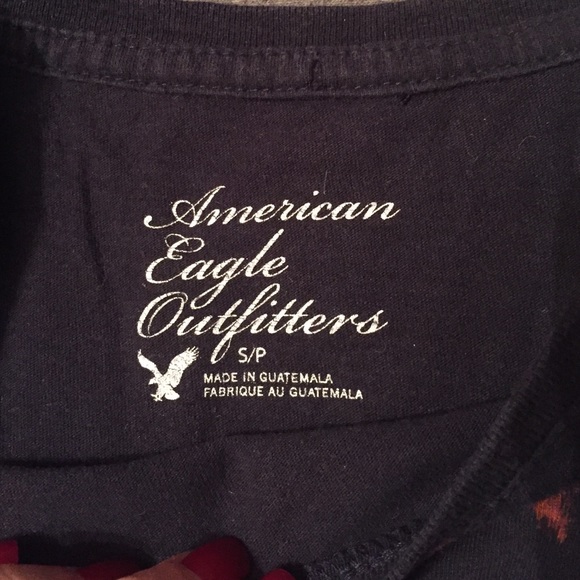 American
Eagle
Outfitters
S/P
MADE IN GUATEMALA
FABRIQUE AU GUATEMALA